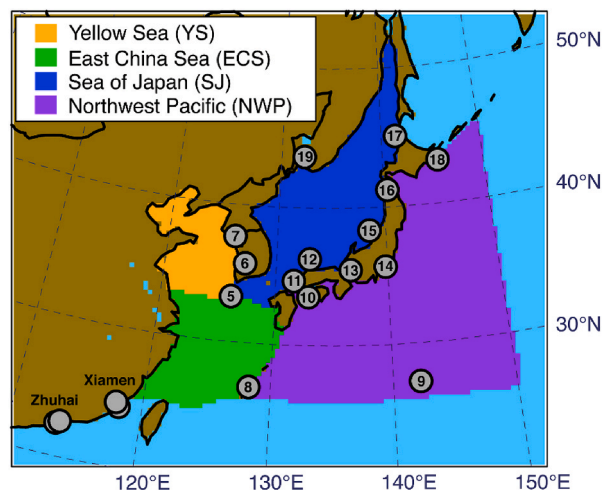 Yellow Sea (YS)
East China Sea (ECS)
Sea of Japan (SJ)
Northwest Pacific (NWP)
50°N
17
19
18
40°N
16
15
7
6
12
14
13
11
5
10
30°N
Xiamen
9
8
Zhuhai
120°E
130°E
140°E
150°E